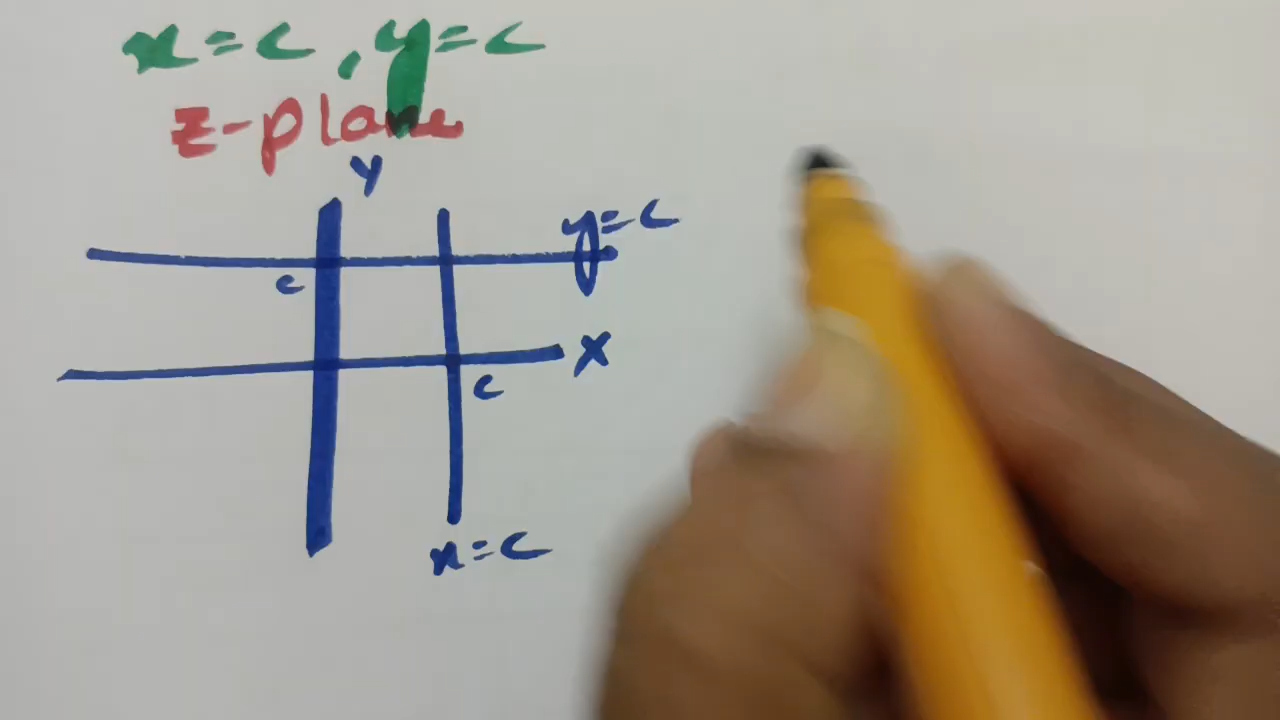 x=c, y=c
z-plane
Y
y=c
c
X
c
x=c